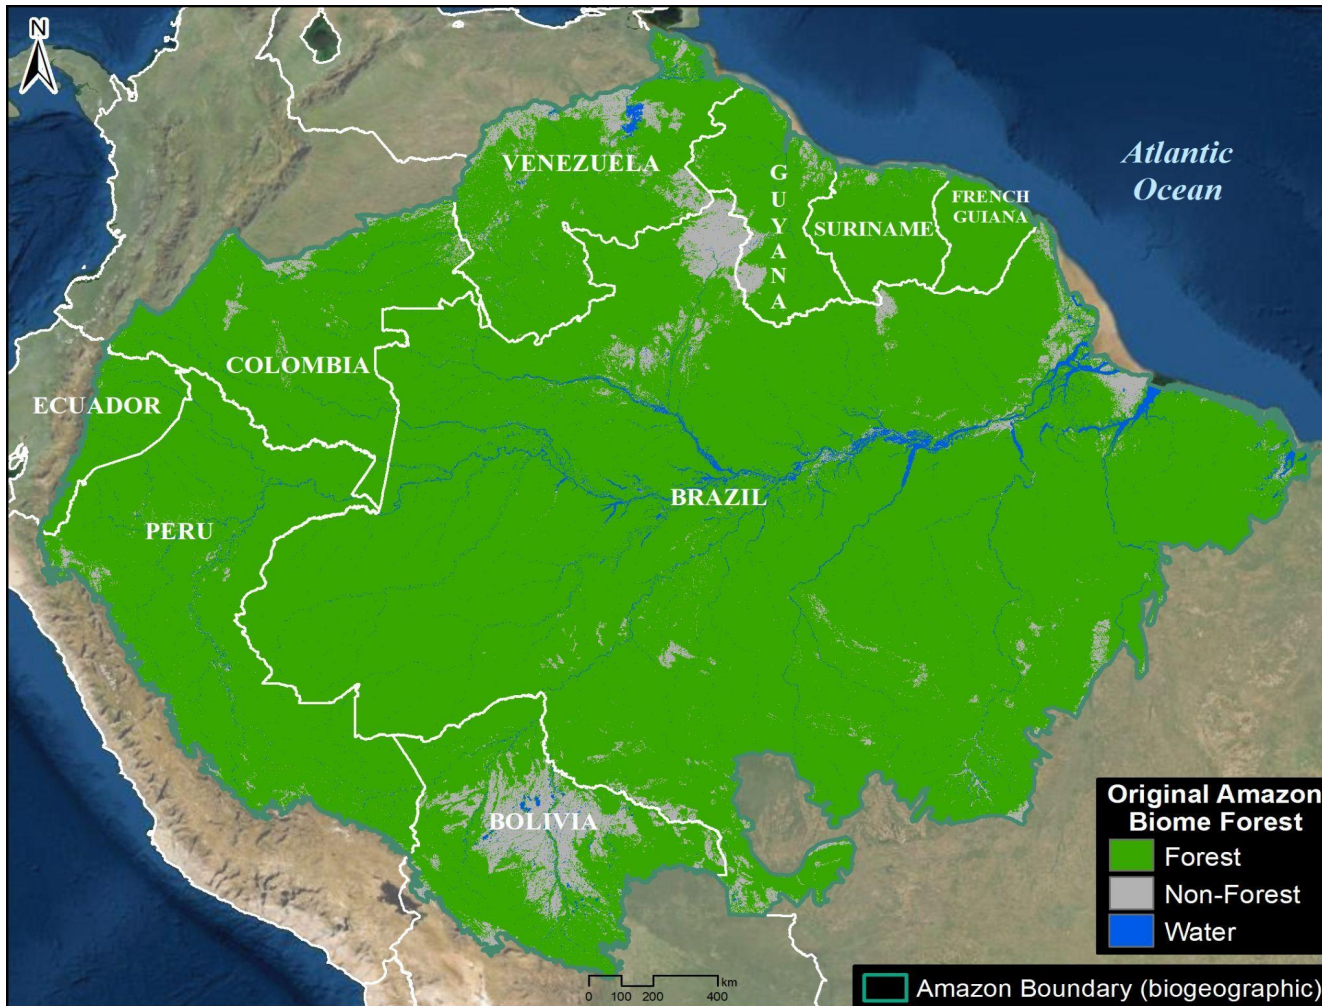 N
Atlantic
Ocean
VENEZUELA
G
U
Y
A
N
A
FRENCH
GUIANA
SURINAME
COLOMBIA
ECUADOR
BRAZIL
PERU
BOLIVIA
Original Amazon
Biome Forest
Forest
Non-Forest
Water
km
0 100 200 400
Amazon Boundary (biogeographic)